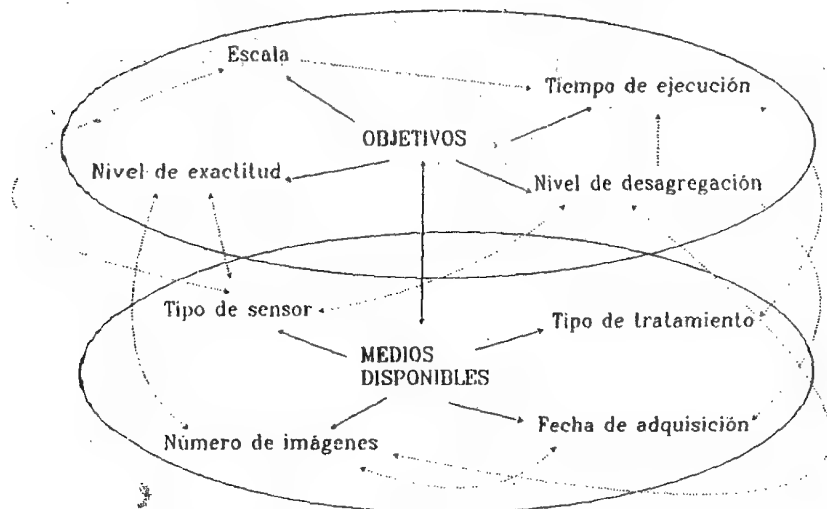 Escala
Tiempo de ejecución
OBJETIVOS
Nivel de exactitud
Nivel de desagregación
Tipo de sensor
Tipo de tratamiento
MEDIOS
DISPONIBLES
Fecha de adquisición
Número de imágenes